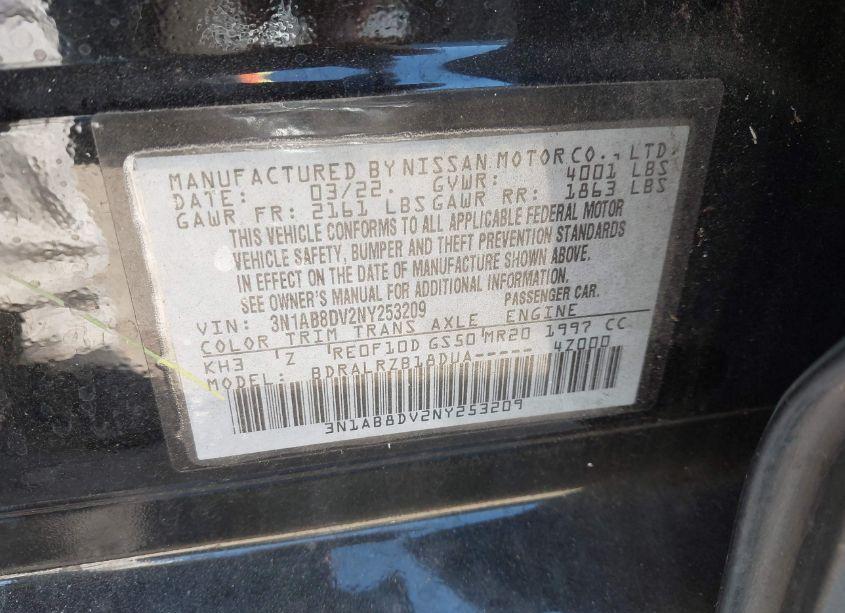 MANUFACTURED BY NISSAN MOTOR CO., LTD.
DATE: 03/22. GVWR: 4001 LBS
GAWR FR: 2161 LBS GAWR RR: 1863 LBS
THIS VEHICLE CONFORMS TO ALL APPLICABLE FEDERAL MOTOR
VEHICLE SAFETY, BUMPER AND THEFT PREVENTION STANDARDS
IN EFFECT ON THE DATE OF MANUFACTURE SHOWN ABOVE.
SEE OWNER'S MANUAL FOR ADDITIONAL INFORMATION.
VIN: 3N1AB8DV2NY253209 PASSENGER CAR.
COLOR TRIM TRANS AXLE ENGINE
KH3 Z RE0F10D GS50 MR20 1997 CC
MODEL: BDRALRZB18DUA----- 47000
3N1AB8DV2NY253209